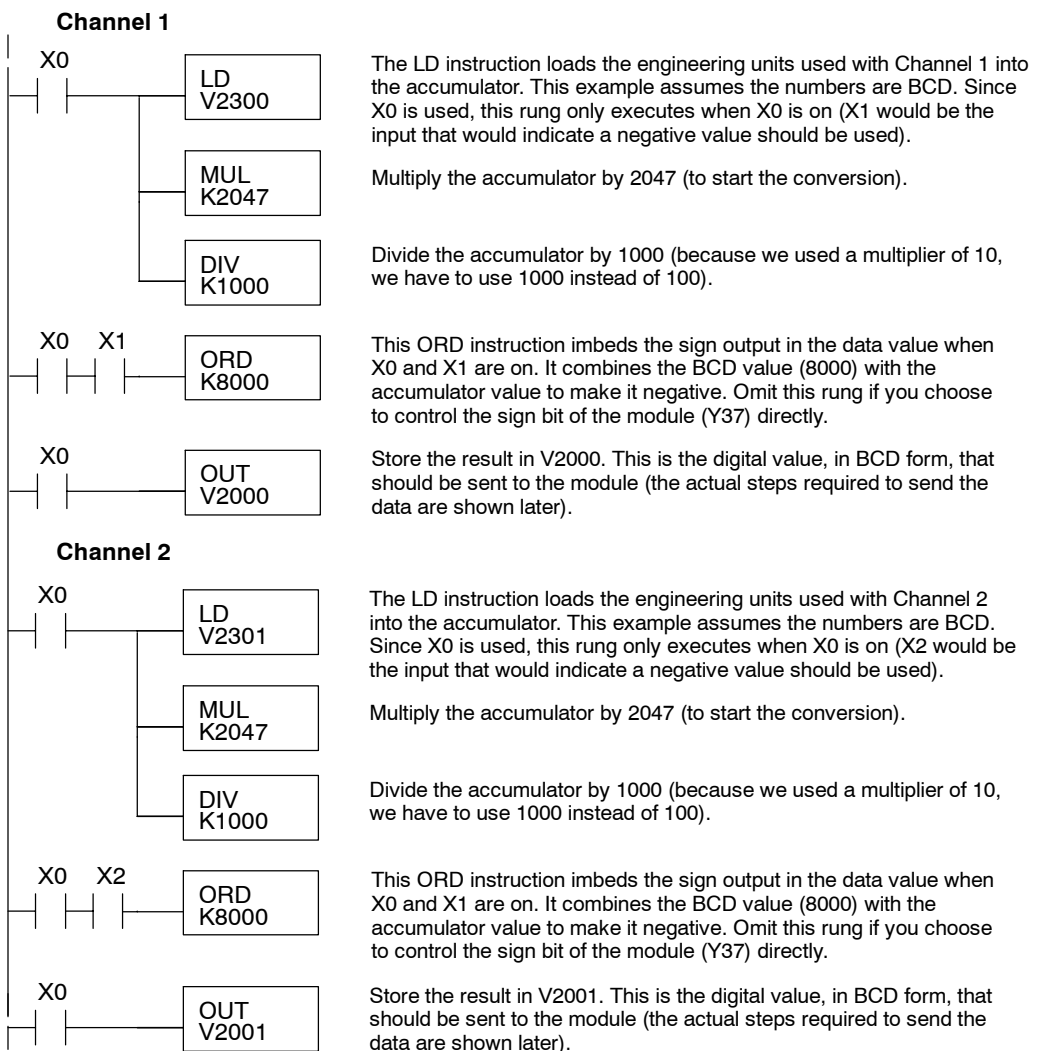 Channel 1
X0
LD
V2300
The LD instruction loads the engineering units used with Channel 1 into
the accumulator. This example assumes the numbers are BCD. Since
X0 is used, this rung only executes when X0 is on (X1 would be the
input that would indicate a negative value should be used).
MUL
K2047
Multiply the accumulator by 2047 (to start the conversion).
DIV
K1000
Divide the accumulator by 1000 (because we used a multiplier of 10,
we have to use 1000 instead of 100).
X0 X1
ORD
K8000
This ORD instruction imbeds the sign output in the data value when
X0 and X1 are on. It combines the BCD value (8000) with the
accumulator value to make it negative. Omit this rung if you choose
to control the sign bit of the module (Y37) directly.
X0
OUT
V2000
Store the result in V2000. This is the digital value, in BCD form, that
should be sent to the module (the actual steps required to send the
data are shown later).
Channel 2
X0
LD
V2301
The LD instruction loads the engineering units used with Channel 2
into the accumulator. This example assumes the numbers are BCD.
Since X0 is used, this rung only executes when X0 is on (X2 would be
the input that would indicate a negative value should be used).
MUL
K2047
Multiply the accumulator by 2047 (to start the conversion).
DIV
K1000
Divide the accumulator by 1000 (because we used a multiplier of 10,
we have to use 1000 instead of 100).
X0 X2
ORD
K8000
This ORD instruction imbeds the sign output in the data value when
X0 and X1 are on. It combines the BCD value (8000) with the
accumulator value to make it negative. Omit this rung if you choose
to control the sign bit of the module (Y37) directly.
X0
OUT
V2001
Store the result in V2001. This is the digital value, in BCD form, that
should be sent to the module (the actual steps required to send the
data are shown later).